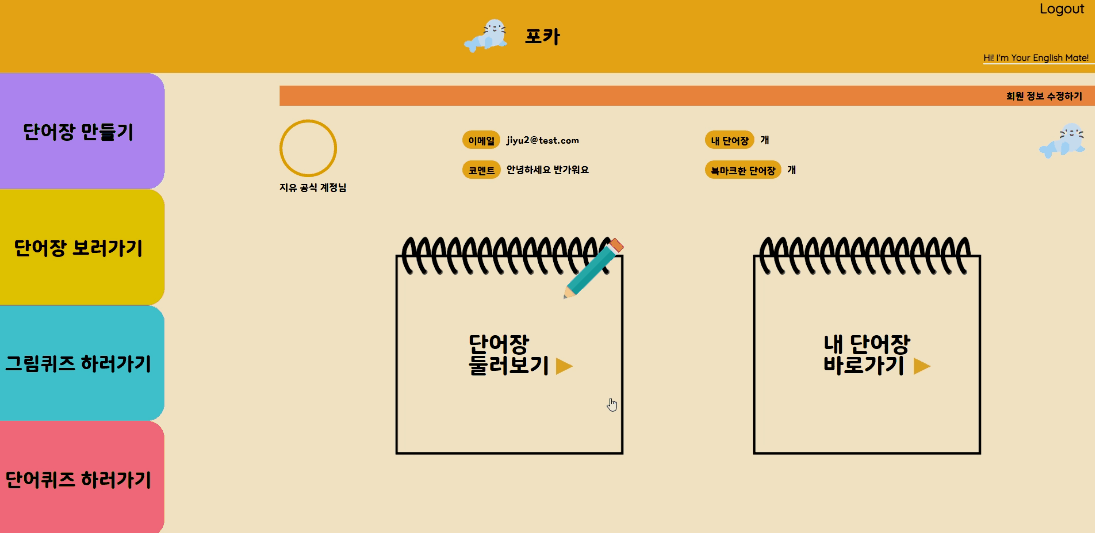 Logout
포카
Hi! I'm Your English Mate!
단어장 만들기
단어장 보러가기
그림퀴즈 하러가기
단어퀴즈 하러가기
회원 정보 수정하기
지유 공식 계정님
이메일 jiyu2@test.com
코멘트 안녕하세요 반가워요
내 단어장 개
북마크한 단어장 개
단어장
둘러보기
내 단어장
바로가기